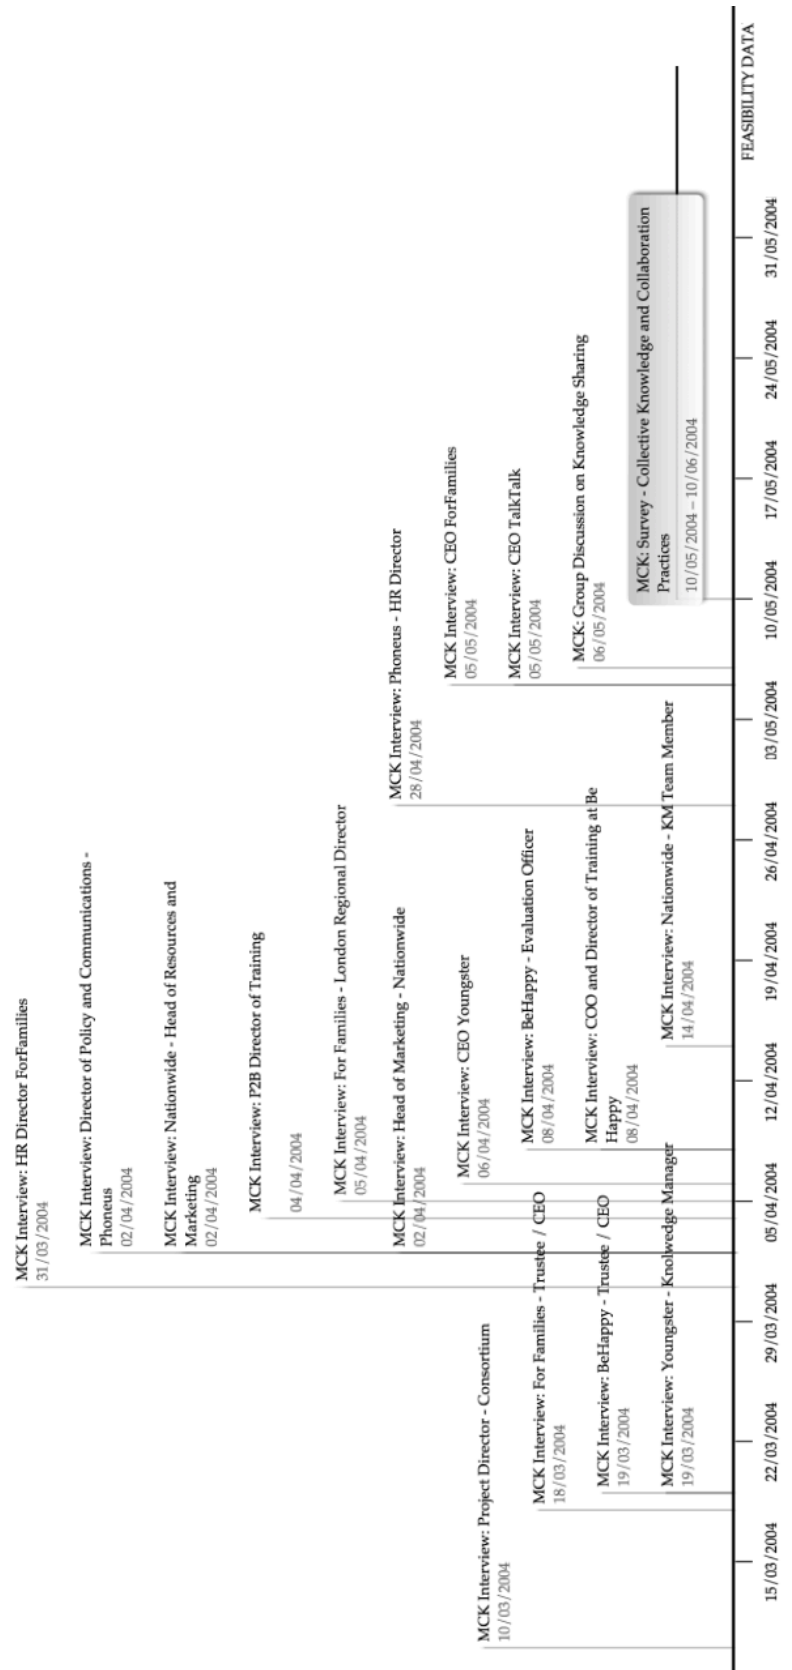 MCK Interview: HR Director ForFamilies
31/03/2004
MCK Interview: Director of Policy and Communications -
Phoneus
02/04/2004
MCK Interview: Nationwide - Head of Resources and
Marketing
02/04/2004
MCK Interview: P2B Director of Training
04/04/2004
MCK Interview: For Families - London Regional Director
05/04/2004
MCK Interview: Head of Marketing - Nationwide
02/04/2004
MCK Interview: Phoneus - HR Director
28/04/2004
MCK Interview: CEO Youngster
06/04/2004
MCK Interview: CEO ForFamilies
05/05/2004
MCK Interview: Project Director - Consortium
10/03/2004
MCK Interview: For Families - Trustee / CEO
18/03/2004
MCK Interview: BeHappy - Evaluation Officer
08/04/2004
MCK Interview: CEO TalkTalk
05/05/2004
MCK Interview: BeHappy - Trustee / CEO
19/03/2004
MCK Interview: COO and Director of Training at Be
Happy
08/04/2004
MCK: Group Discussion on Knowledge Sharing
06/05/2004
MCK Interview: Youngster - Knolwedge Manager
19/03/2004
MCK Interview: Nationwide - KM Team Member
14/04/2004
MCK: Survey - Collective Knowledge and Collaboration
Practices
10/05/2004 – 10/06/2004
FEASIBILITY DATA
15/03/2004
22/03/2004
29/03/2004
05/04/2004
12/04/2004
19/04/2004
26/04/2004
03/05/2004
10/05/2004
17/05/2004
24/05/2004
31/05/2004